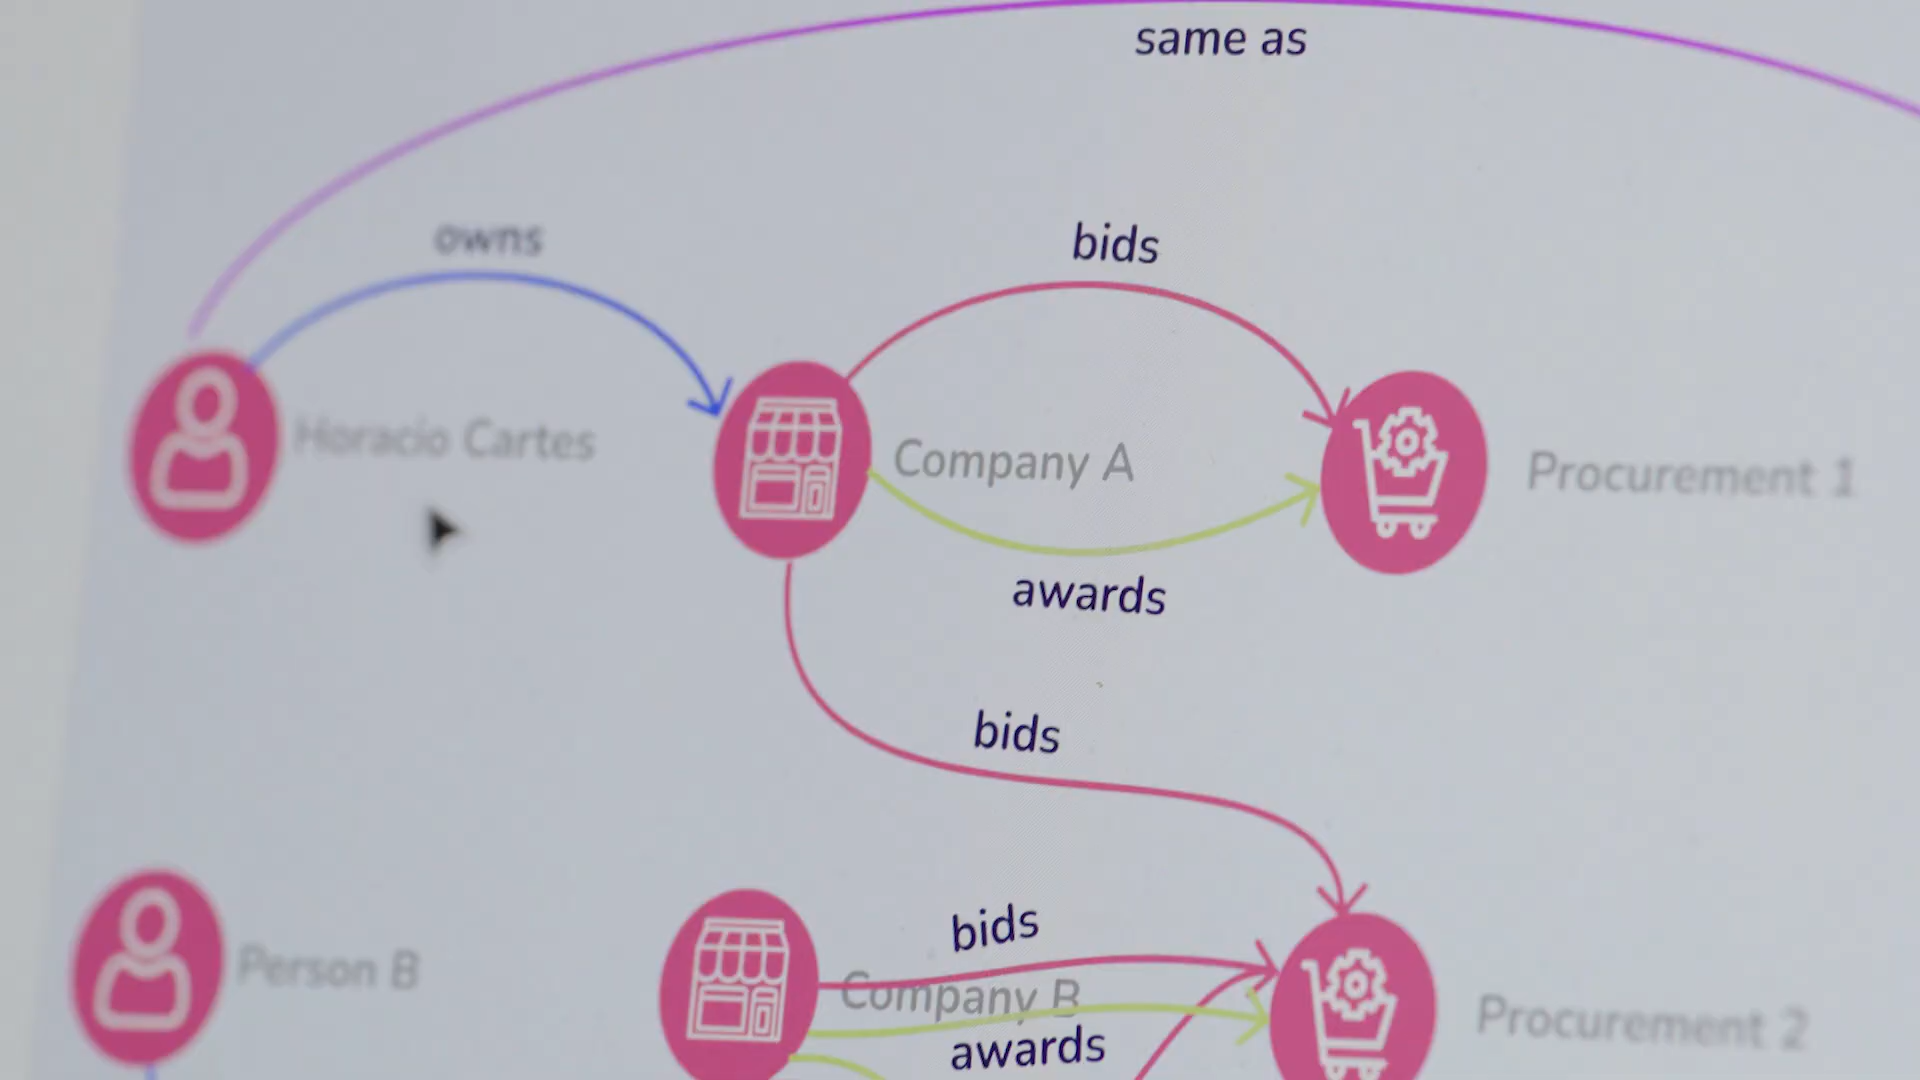 same as
owns
bids
Horacio Cartes
Company A
Procurement 1
awards
bids
bids
Person B
Company B
Procurement 2
awards